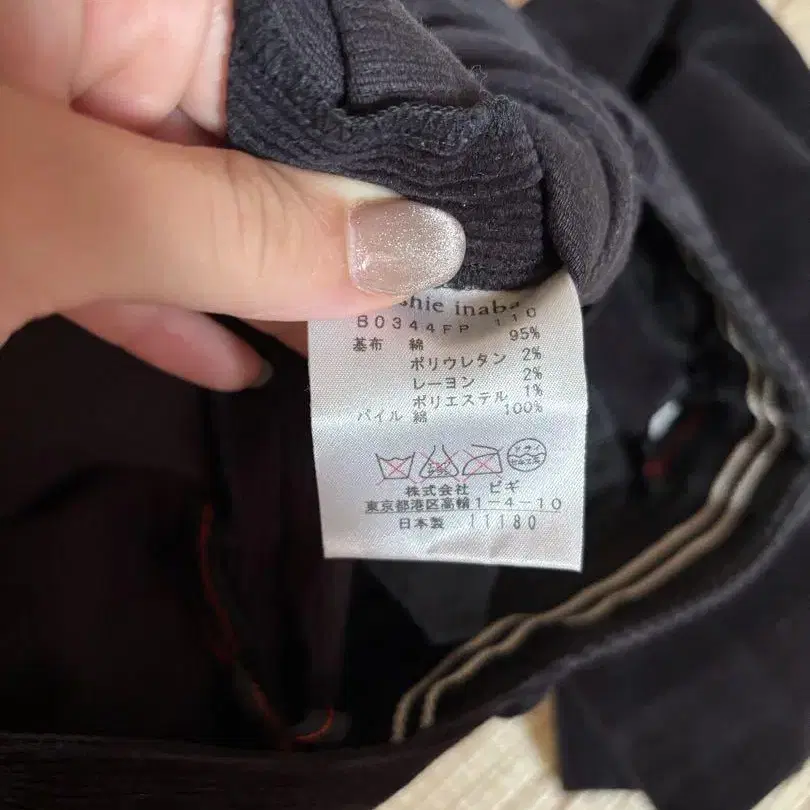 shie inaba
B0344FP 110
基布 綿 95%
ポリウレタン 2%
レーヨン 2%
ポリエステル 1%
パイル 綿 100%
株式会社 ビギ
東京都港区高輪1-4-10
日本製 11180